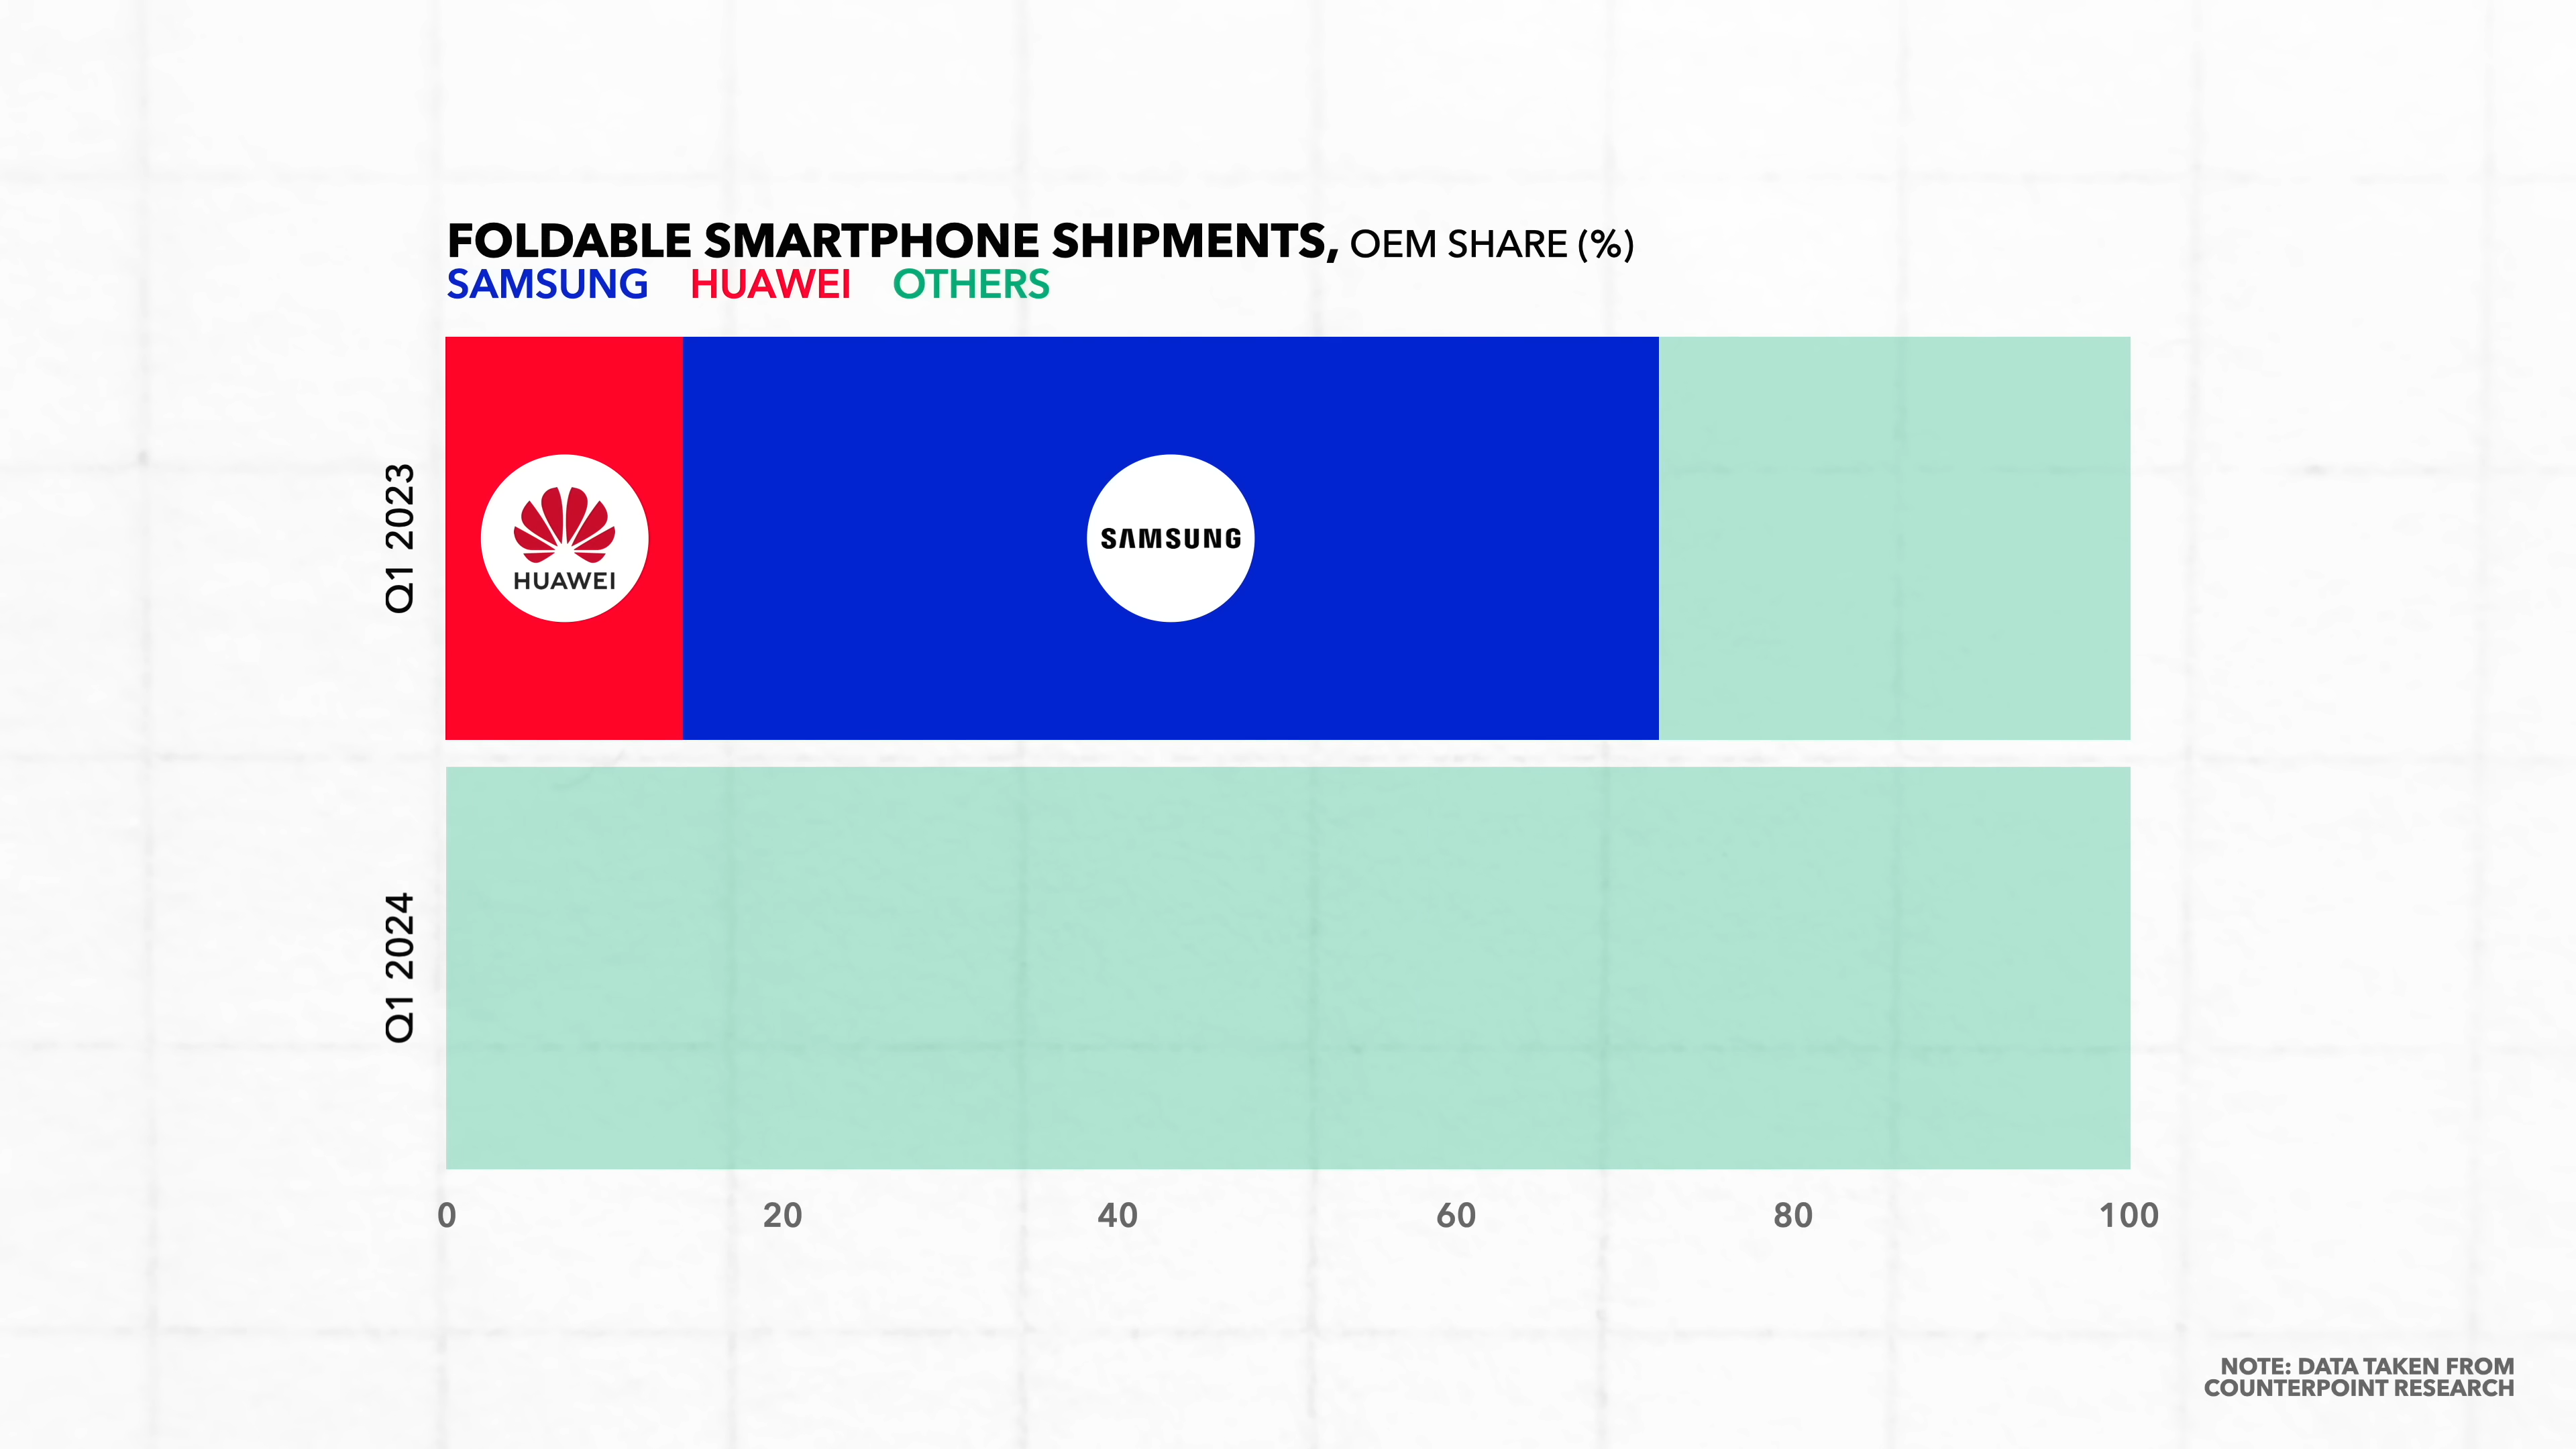 FOLDABLE SMARTPHONE SHIPMENTS, OEM SHARE (%)
SAMSUNG HUAWEI OTHERS
Q1 2023
HUAWEI
SAMSUNG
Q1 2024
0 20 40 60 80 100
NOTE: DATA TAKEN FROM
COUNTERPOINT RESEARCH